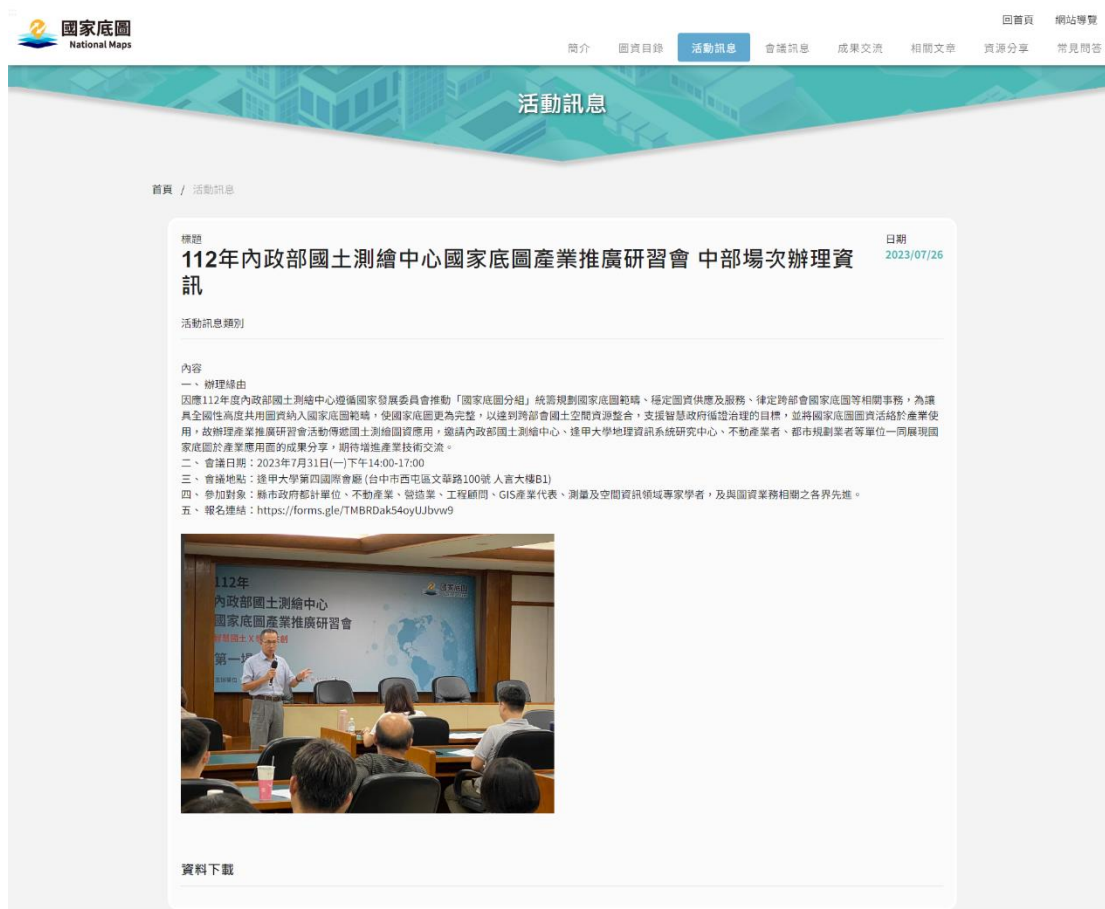 國家底圖
National Maps
回首頁 網站導覽
簡介 圖資目錄 活動訊息 會議訊息 成果交流 相關文章 資源分享 常見問答
活動訊息
首頁 / 活動訊息
標題
日期
112年內政部國土測繪中心國家底圖產業推廣研習會 中部場次辦理資
2023/07/26
訊
活動訊息類別
內容
一、 辦理緣由
因應112年度內政部國土測繪中心遵循國家發展委員會推動「國家底圖分組」統籌規劃國家底圖範疇、穩定圖資供應及服務、律定跨部會國家底圖等相關事務，為讓
具全國性高度共用圖資納入國家底圖範疇，使國家底圖更為完整，以達到跨部會國土空間資源整合，支援智慧政府循證治理的目標，並將國家底圖圖資活絡於產業使
用，故辦理產業推廣研習會活動傳遞國土測繪圖資應用，邀請內政部國土測繪中心、逢甲大學地理資訊系統研究中心、不動產業者、都市規劃業者等單位一同展現國
家底圖於產業應用面的成果分享，期待增進產業技術交流。
二、 會議日期：2023年7月31日(一)下午14:00-17:00
三、 會議地點：逢甲大學第四國際會廳 (台中市西屯區文華路100號 人言大樓B1)
四、 參加對象：縣市政府都計單位、不動產業、營造業、工程顧問、GIS產業代表、測量及空間資訊領域專家學者，及與圖資業務相關之各界先進。
五、 報名連結：https://forms.gle/TMBRDak54oyUJbvw9
112年
國家底圖
內政部國土測繪中心
國家底圖產業推廣研習會
第一場
資料下載